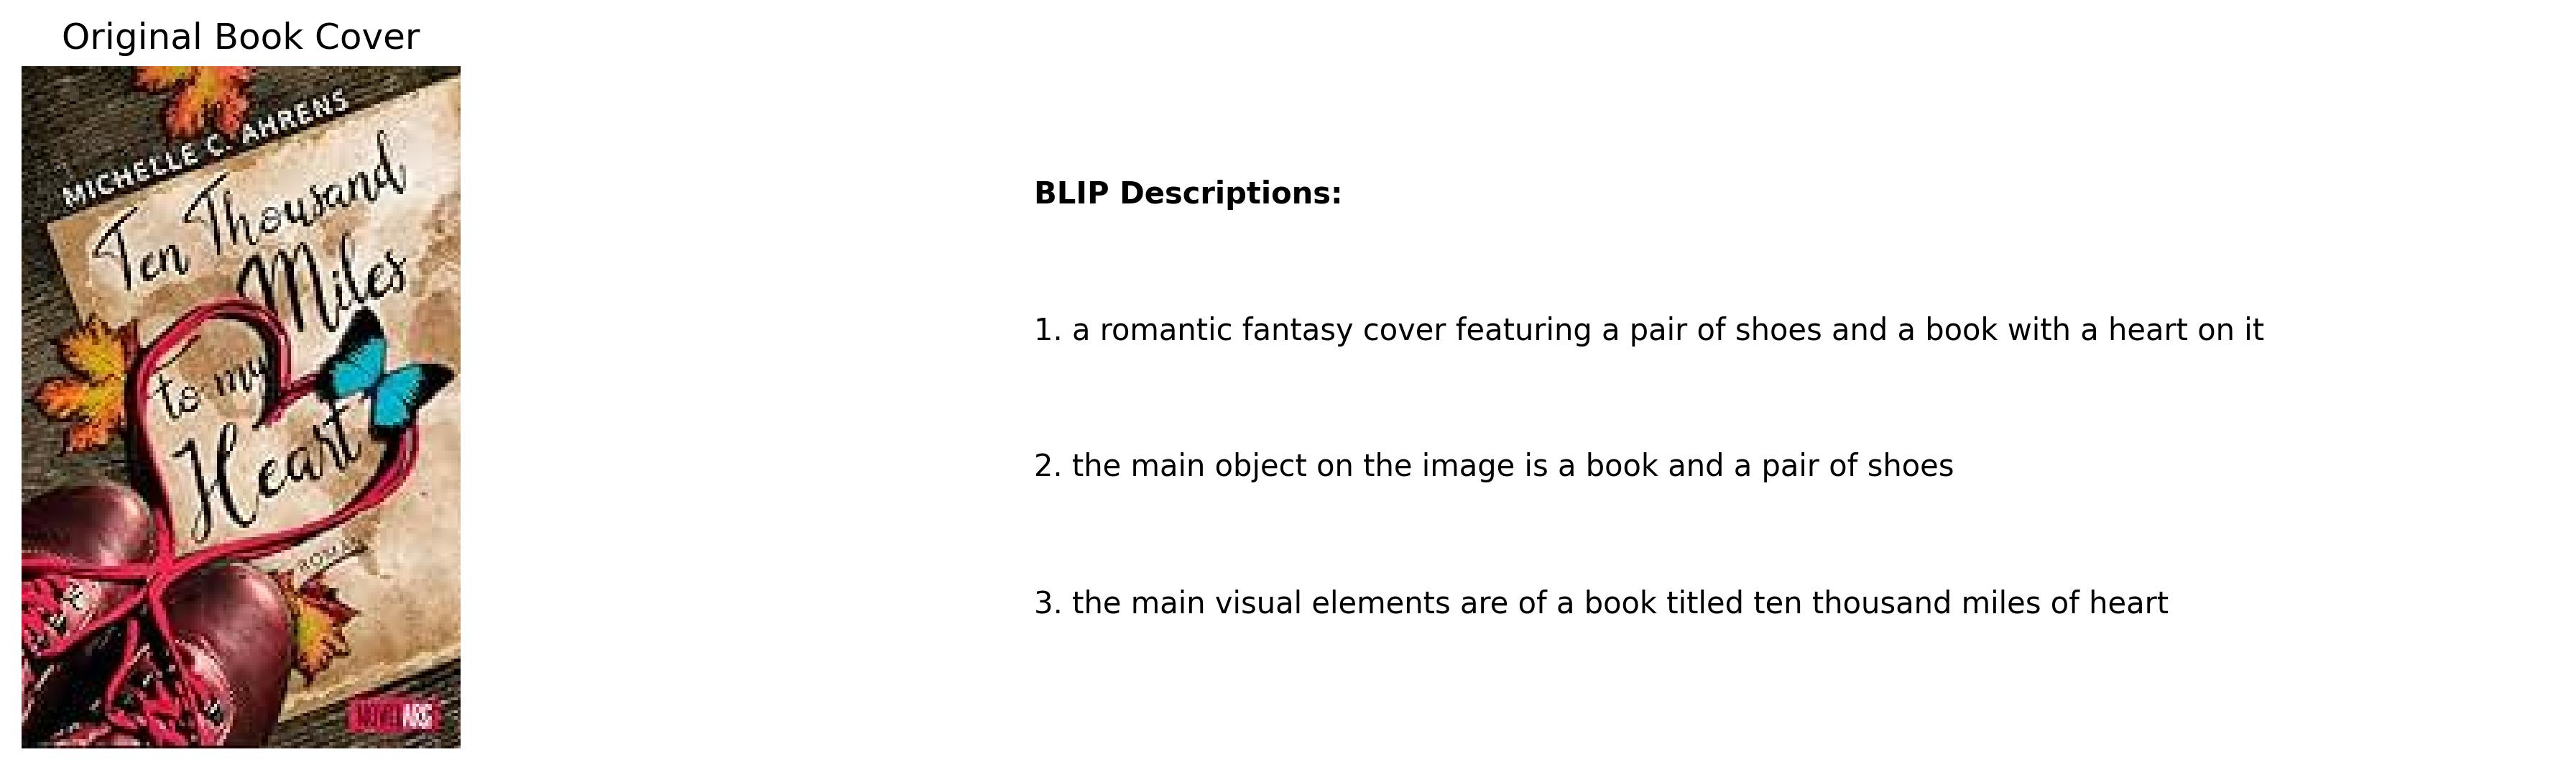 Original Book Cover
MICHELLE C. AHRENS
Ten Thousand
Miles
to my
Heart
ROMAN
NOVELARC
BLIP Descriptions:
1. a romantic fantasy cover featuring a pair of shoes and a book with a heart on it
2. the main object on the image is a book and a pair of shoes
3. the main visual elements are of a book titled ten thousand miles of heart